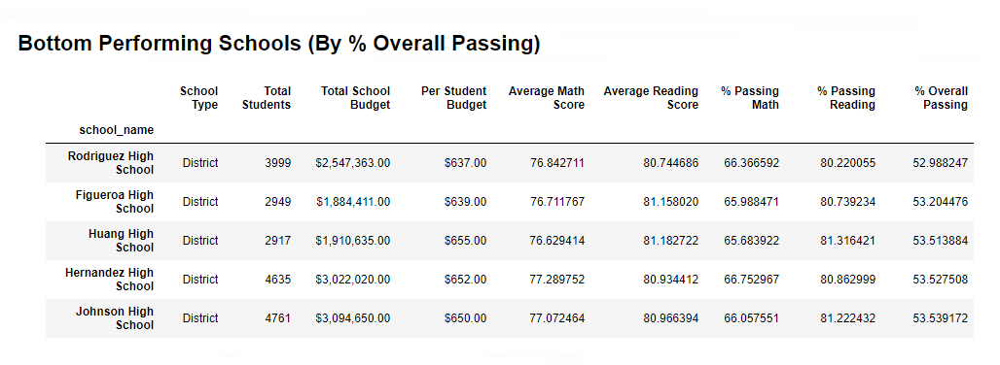 Bottom Performing Schools (By % Overall Passing)
School Type Total Students Total School Budget Per Student Budget Average Math Score Average Reading Score % Passing Math % Passing Reading % Overall Passing
school_name
Rodriguez High School District 3999 $2,547,363.00 $637.00 76.842711 80.744686 66.366592 80.220055 52.988247
Figueroa High School District 2949 $1,884,411.00 $639.00 76.711767 81.158020 65.988471 80.739234 53.204476
Huang High School District 2917 $1,910,635.00 $655.00 76.629414 81.182722 65.683922 81.316421 53.513884
Hernandez High School District 4635 $3,022,020.00 $652.00 77.289752 80.934412 66.752967 80.862999 53.527508
Johnson High School District 4761 $3,094,650.00 $650.00 77.072464 80.966394 66.057551 81.222432 53.539172